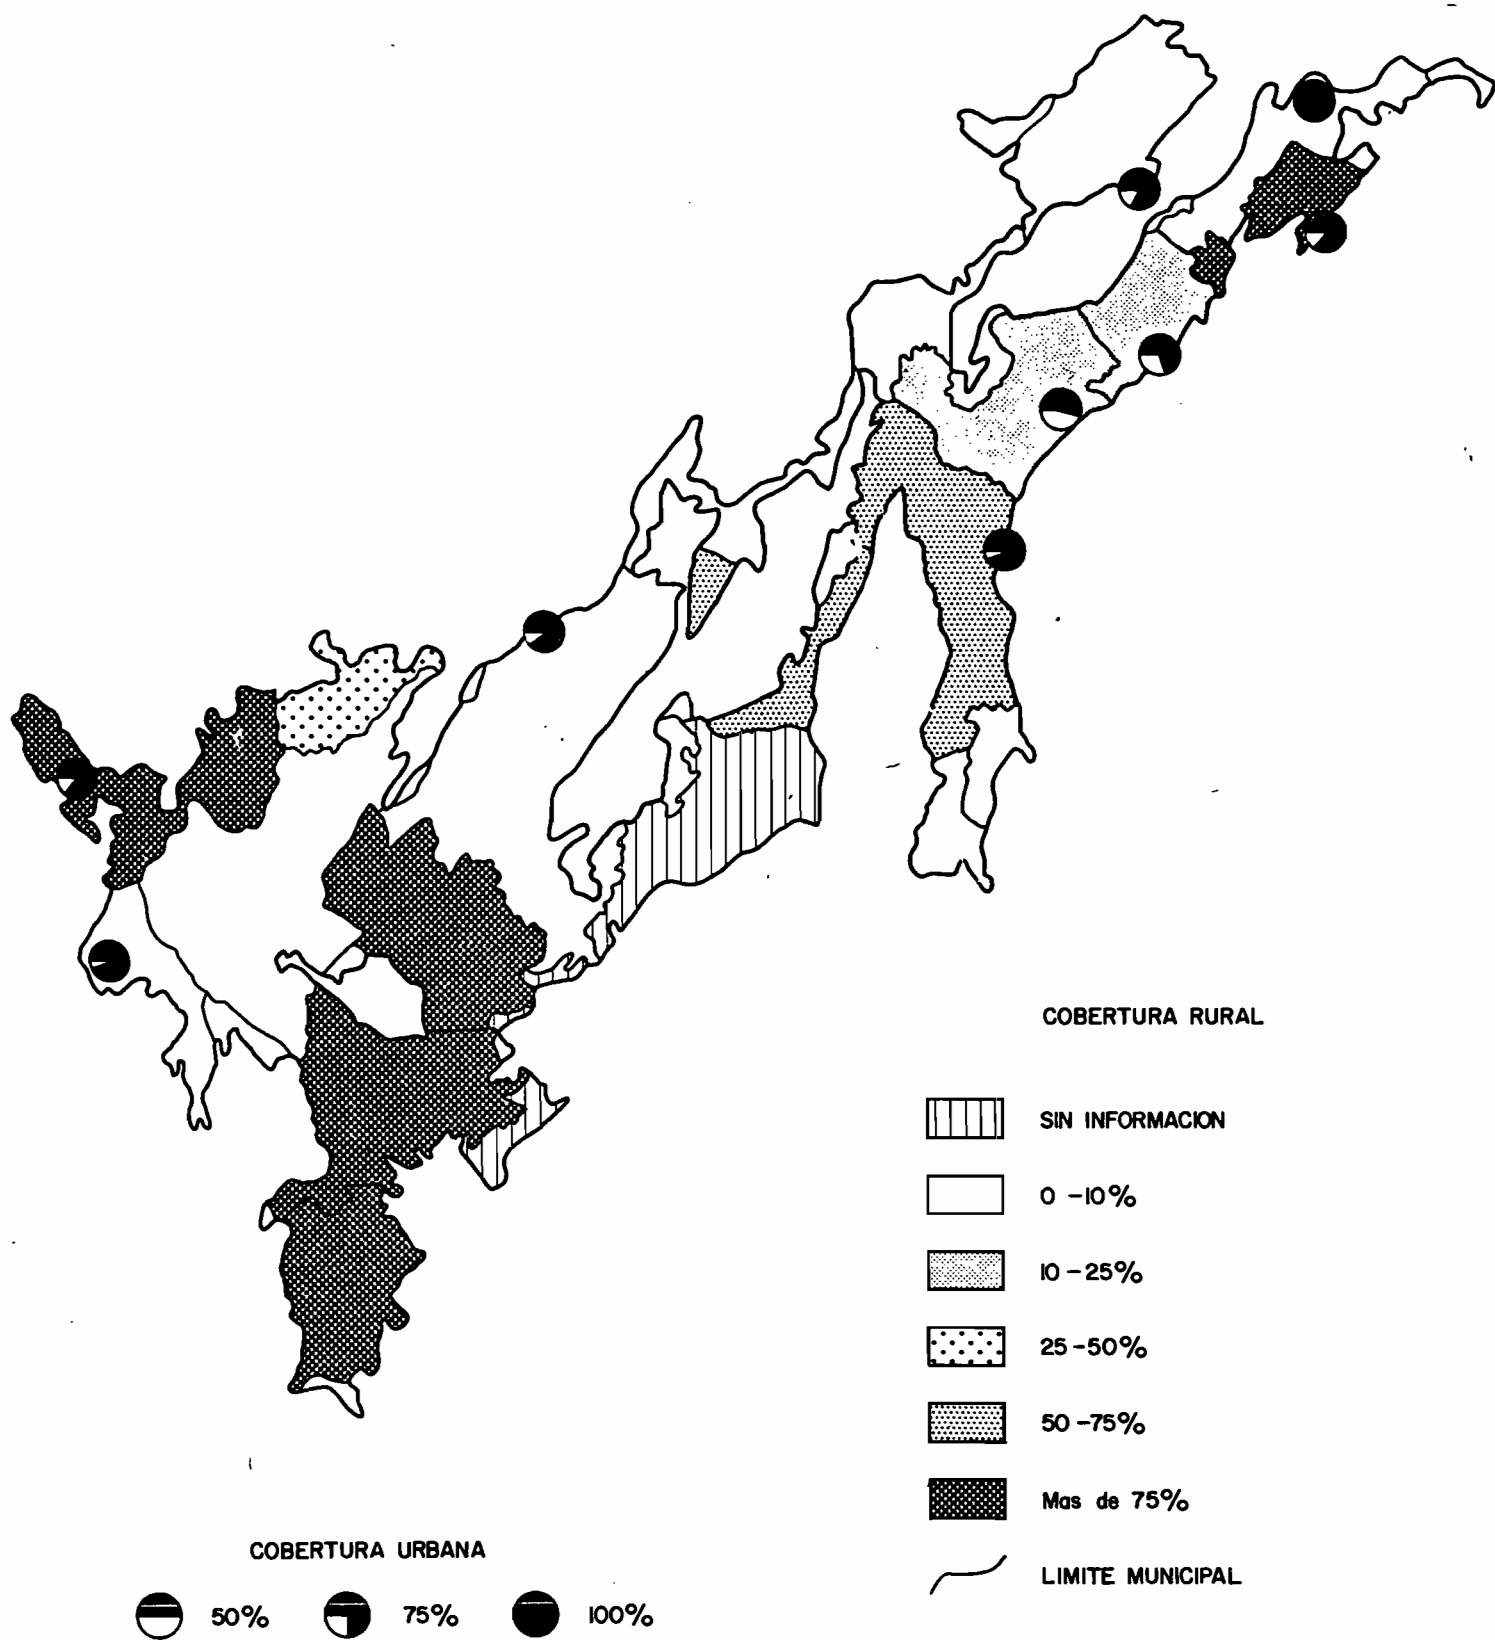 COBERTURA RURAL
SIN INFORMACION
0-10%
10-25%
25-50%
50-75%
Mas de 75%
LIMITE MUNICIPAL
COBERTURA URBANA
50% 75% 100%